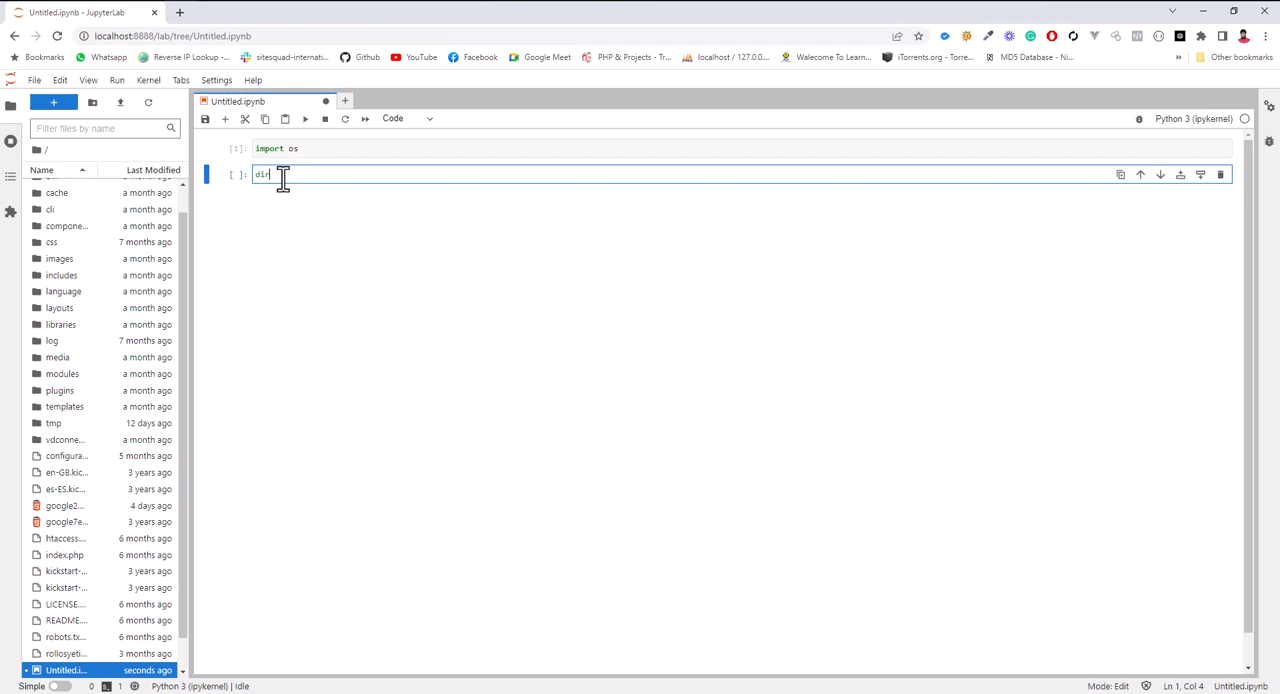 Untitled.ipynb - JupyterLab
localhost:8888/lab/tree/Untitled.ipynb
Bookmarks Whatsapp Reverse IP Lookup -... sitesquad-internati... Github YouTube Facebook Google Meet PHP & Projects - Tr... localhost / 127.0.0.... Walecome To Learn... iTorrents.org - Torre... MD5 Database - Ni... » Other bookmarks
File Edit View Run Kernel Tabs Settings Help
Untitled.ipynb
Code
Python 3 (ipykernel)
Filter files by name
/
Name Last Modified
cache a month ago
cli a month ago
compone... a month ago
css 7 months ago
images a month ago
includes a month ago
language a month ago
layouts a month ago
libraries a month ago
log 7 months ago
media a month ago
modules a month ago
plugins a month ago
templates a month ago
tmp 12 days ago
vdconne... a month ago
configura... 5 months ago
en-GB.kic... 3 years ago
es-ES.kic... 3 years ago
google2... 4 days ago
google7e... 3 years ago
htaccess.... 6 months ago
index.php 6 months ago
kickstart-... 3 years ago
kickstart-... 3 years ago
LICENSE.... 6 months ago
README.... 6 months ago
robots.tx... 6 months ago
rollosyeti... 3 months ago
Untitled.i... seconds ago
[1]: import os
[ ]: dir
Simple 0 1 Python 3 (ipykernel) | Idle Mode: Edit Ln 1, Col 4 Untitled.ipynb